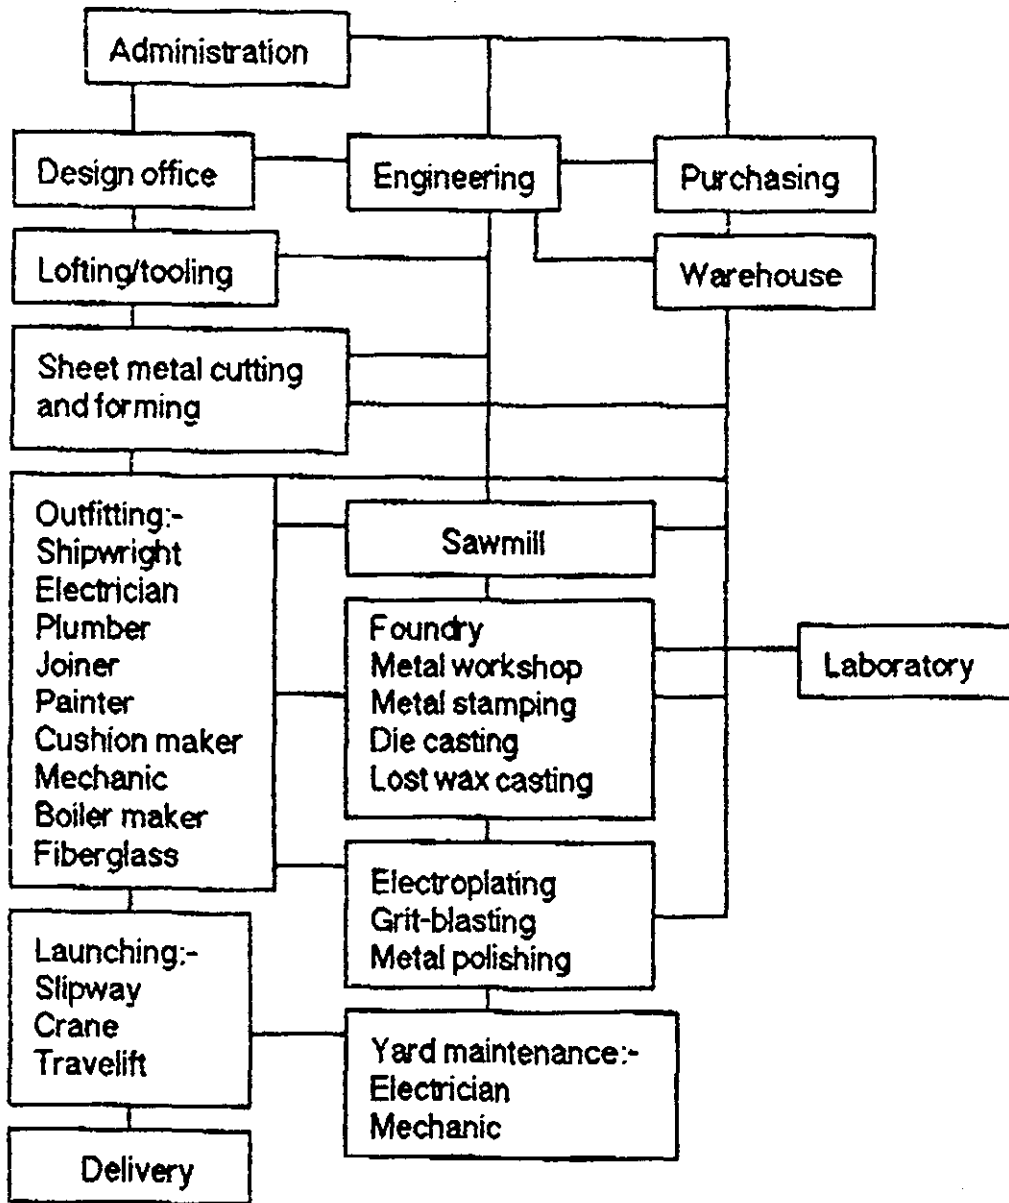 Administration
Design office
Engineering
Purchasing
Lofting/tooling
Warehouse
Sheet metal cutting
and forming
Outfitting:-
Shipwright
Electrician
Plumber
Joiner
Painter
Cushion maker
Mechanic
Boiler maker
Fiberglass
Sawmill
Foundry
Metal workshop
Metal stamping
Die casting
Lost wax casting
Laboratory
Electroplating
Grit-blasting
Metal polishing
Launching:-
Slipway
Crane
Travelift
Yard maintenance:-
Electrician
Mechanic
Delivery